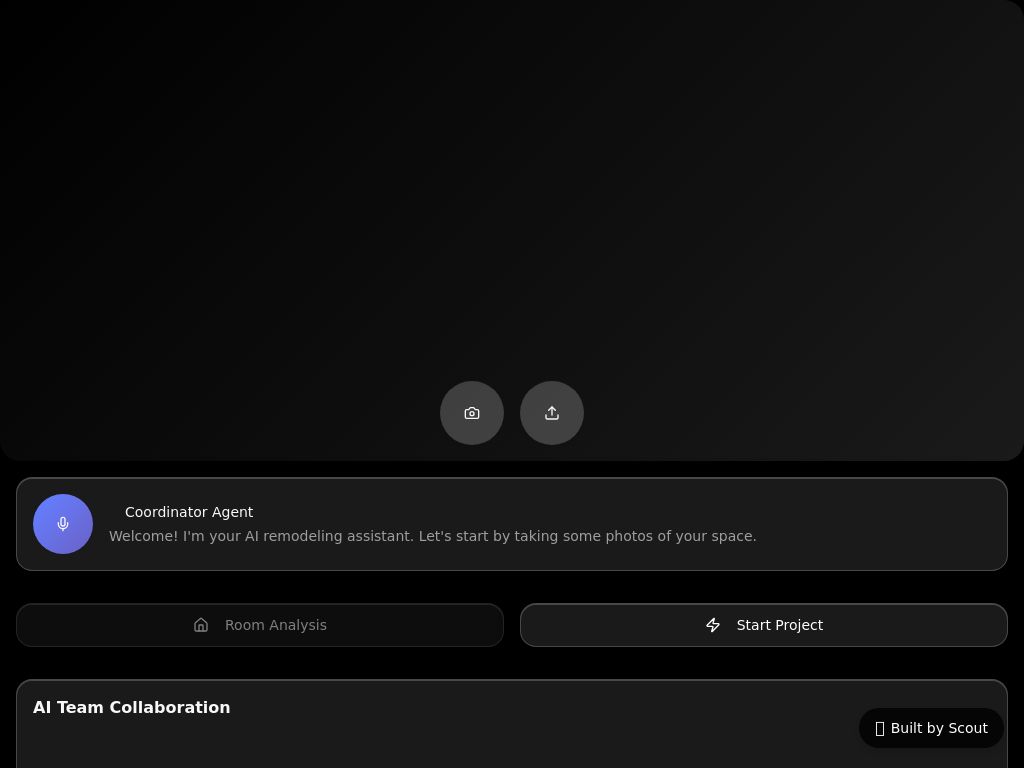 Coordinator Agent
Welcome! I'm your AI remodeling assistant. Let's start by taking some photos of your space.
Room Analysis
Start Project
AI Team Collaboration
Built by Scout